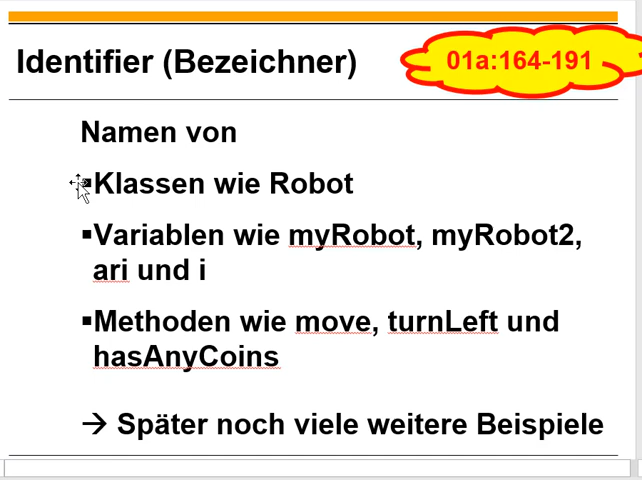 Identifier (Bezeichner)
01a:164-191
Namen von
▪Klassen wie Robot
▪Variablen wie myRobot, myRobot2,
ari und i
▪Methoden wie move, turnLeft und
hasAnyCoins
→ Später noch viele weitere Beispiele